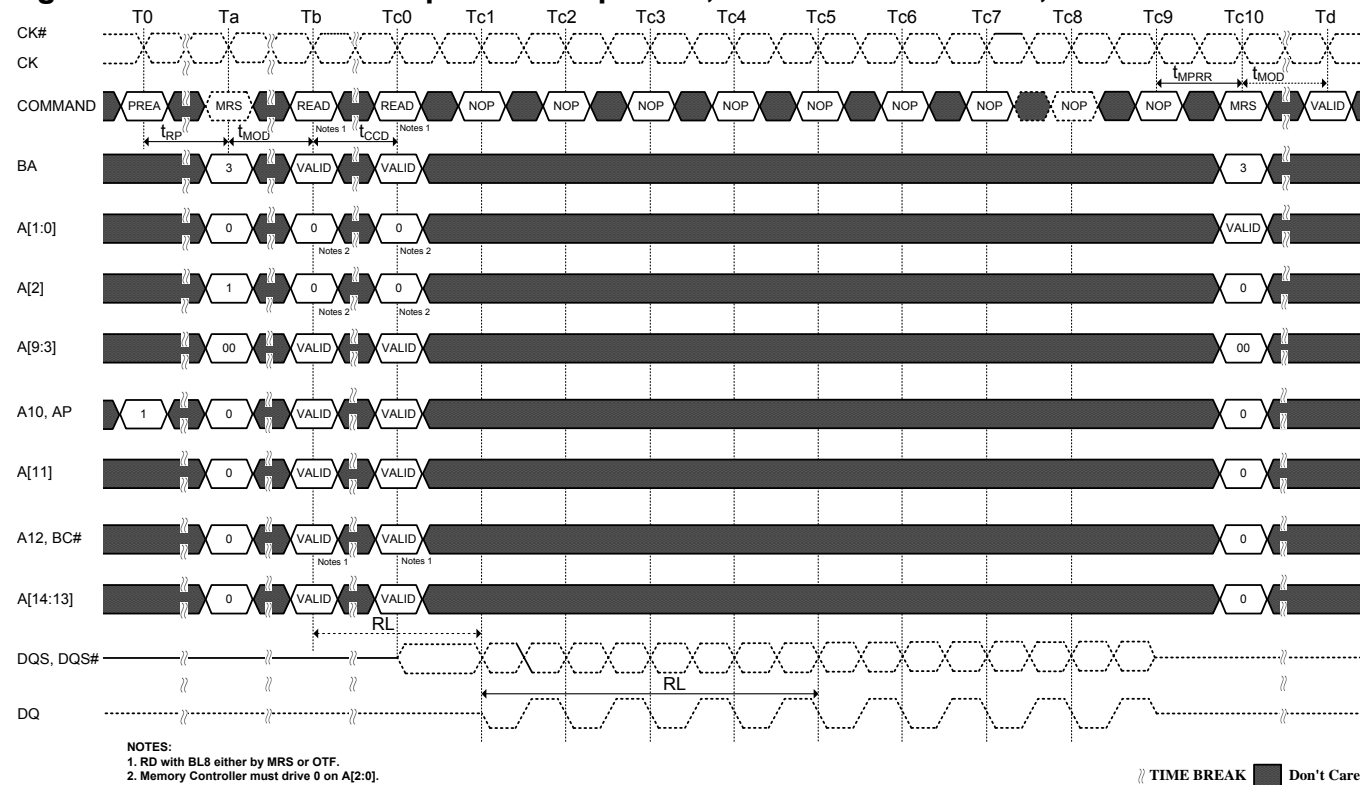 T0 Ta Tb Tc0 Tc1 Tc2 Tc3 Tc4 Tc5 Tc6 Tc7 Tc8 Tc9 Tc10 Td
CK#
CK
tMPRR tMOD
COMMAND PREA MRS READ READ NOP NOP NOP NOP NOP NOP NOP NOP NOP MRS VALID
Notes 1 Notes 1
tRP tMOD tCCD
BA 3 VALID VALID 3
A[1:0] 0 0 0 VALID
Notes 2 Notes 2
A[2] 1 0 0 0
Notes 2 Notes 2
A[9:3] 00 VALID VALID 00
A10, AP 1 0 VALID VALID 0
A[11] 0 VALID VALID 0
A12, BC# 0 VALID VALID 0
Notes 1 Notes 1
A[14:13] 0 VALID VALID 0
RL
DQS, DQS#
RL
DQ
NOTES:
1. RD with BL8 either by MRS or OTF.
2. Memory Controller must drive 0 on A[2:0].
TIME BREAK Don't Care